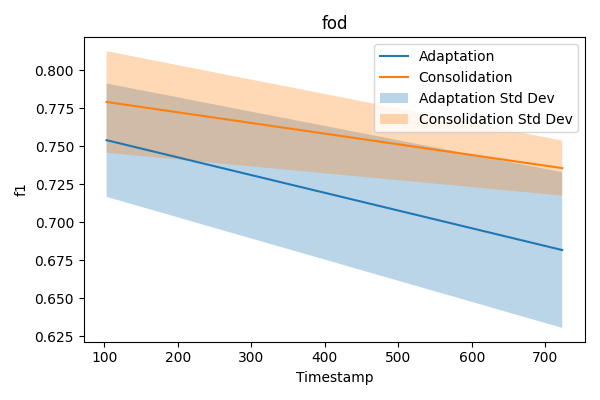 fod
Adaptation
Consolidation
Adaptation Std Dev
Consolidation Std Dev
f1
0.800
0.775
0.750
0.725
0.700
0.675
0.650
0.625
100 200 300 400 500 600 700
Timestamp